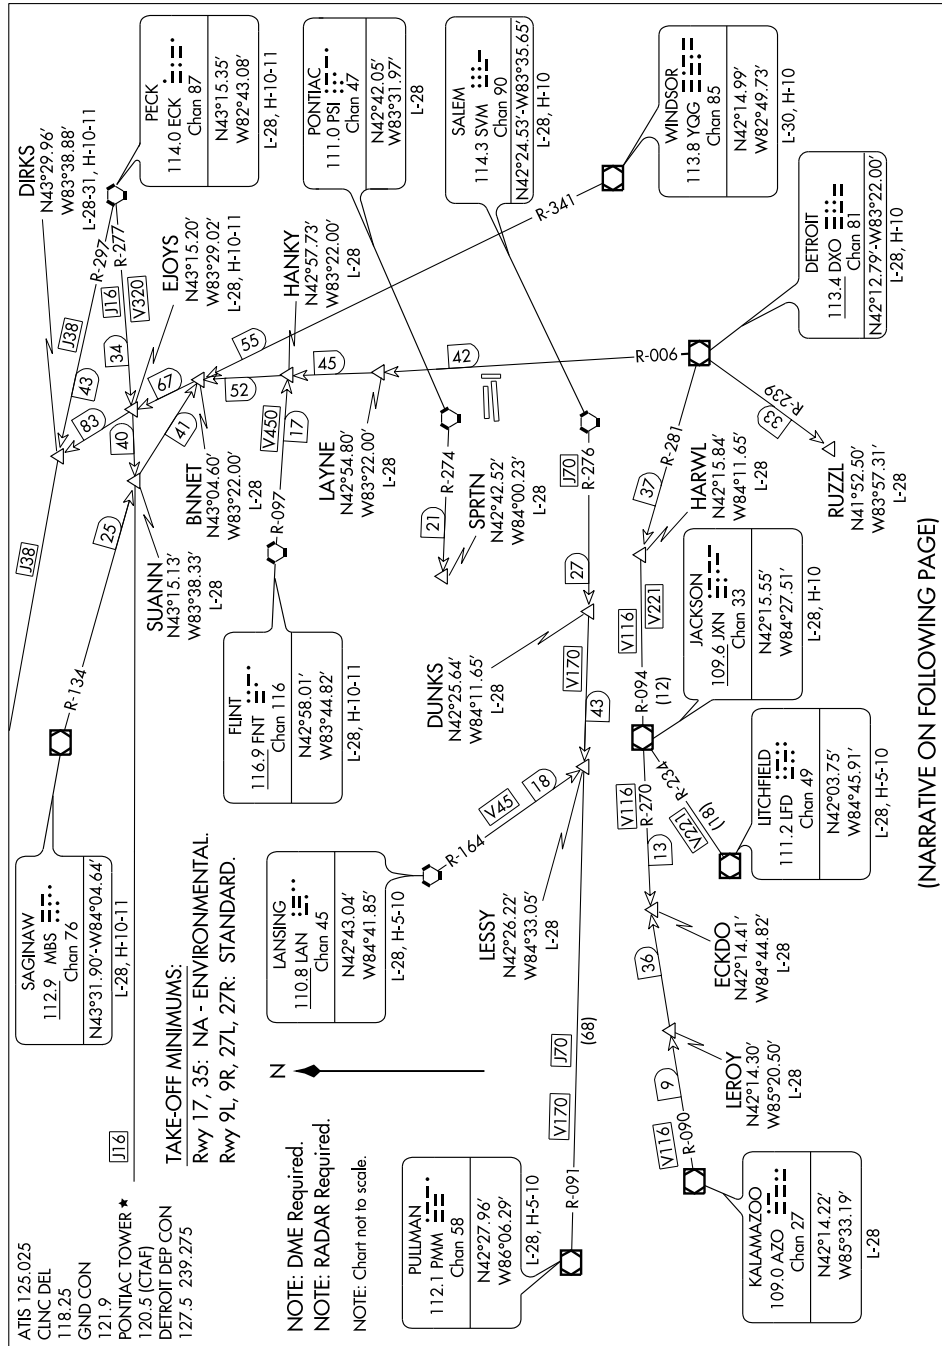 ATIS 125.025
CLNC DEL
118.25
GND CON
121.9
PONTIAC TOWER ★
120.5 (CTAF)
DETROIT DEP CON
127.5 239.275
J16
TAKE-OFF MINIMUMS:
Rwy 17, 35: NA - ENVIRONMENTAL.
Rwy 9L, 9R, 27L, 27R: STANDARD.
NOTE: DME Required.
NOTE: RADAR Required.
NOTE: Chart not to scale.
N
SAGINAW
112.9 MBS
Chan 76
N43°31.90'-W84°04.64'
L-28, H-10-11
R-134
25
J38
SUANN
N43°15.13'
W83°38.33'
L-28
DIRKS
N43°29.96'
W83°38.88'
L-28-31, H-10-11
J38
R-297
43
83
R-277
J16
V320
34
40
PECK
114.0 ECK
Chan 87
N43°15.35'
W82°43.08'
L-28, H-10-11
EJOYS
N43°15.20'
W83°29.02'
L-28, H-10-11
67
41
55
52
BNNET
N43°04.60'
W83°22.00'
L-28
HANKY
N42°57.73'
W83°22.00'
L-28
V450
17
R-097
45
FLINT
116.9 FNT
Chan 116
N42°58.01'
W83°44.82'
L-28, H-10-11
LAYNE
N42°54.80'
W83°22.00'
L-28
42
R-006
PONTIAC
111.0 PSI
Chan 47
N42°42.05'
W83°31.97'
L-28
R-274
21
SPRTN
N42°42.52'
W84°00.23'
L-28
SALEM
114.3 SVM
Chan 90
N42°24.53'-W83°35.65'
L-28, H-10
J70
R-276
27
DUNKS
N42°25.64'
W84°11.65'
L-28
V170
43
WINDSOR
113.8 YQG
Chan 85
N42°14.99'
W82°49.73'
L-30, H-10
R-341
DETROIT
113.4 DXO
Chan 81
N42°12.79'-W83°22.00'
L-28, H-10
R-281
37
R-239
33
HARWL
N42°15.84'
W84°11.65'
L-28
RUZZL
N41°52.50'
W83°57.31'
L-28
V116
V221
R-094
(12)
JACKSON
109.6 JXN
Chan 33
N42°15.55'
W84°27.51'
L-28, H-10
V116
R-270
13
R-234
V221
(18)
LITCHFIELD
111.2 LFD
Chan 49
N42°03.75'
W84°45.91'
L-28, H-5-10
LANSING
110.8 LAN
Chan 45
N42°43.04'
W84°41.85'
L-28, H-5-10
R-164
V45
18
LESSY
N42°26.22'
W84°33.05'
L-28
ECKDO
N42°14.41'
W84°44.82'
L-28
36
LEROY
N42°14.30'
W85°20.50'
L-28
9
V116
R-090
PULLMAN
112.1 PMM
Chan 58
N42°27.96'
W86°06.29'
L-28, H-5-10
R-091
V170
J70
(68)
KALAMAZOO
109.0 AZO
Chan 27
N42°14.22'
W85°33.19'
L-28
(NARRATIVE ON FOLLOWING PAGE)